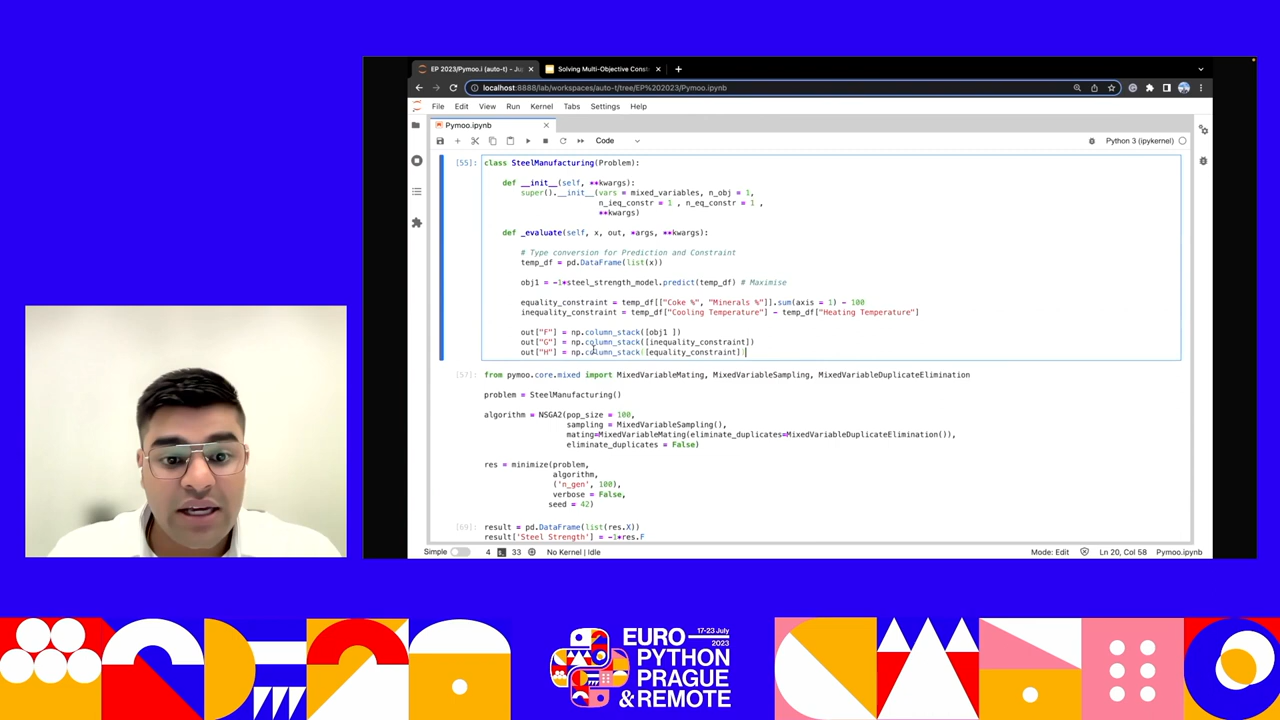 EP 2023/Pymoo.i (auto-t) - Ju
Solving Multi-Objective Const
localhost:8888/lab/workspaces/auto-t/tree/EP%202023/Pymoo.ipynb
File Edit View Run Kernel Tabs Settings Help
Pymoo.ipynb
Code
Python 3 (ipykernel)
[55]: class SteelManufacturing(Problem):
def __init__(self, **kwargs):
super().__init__(vars = mixed_variables, n_obj = 1,
n_ieq_constr = 1 , n_eq_constr = 1 ,
**kwargs)
def _evaluate(self, x, out, *args, **kwargs):
# Type conversion for Prediction and Constraint
temp_df = pd.DataFrame(list(x))
obj1 = -1*steel_strength_model.predict(temp_df) # Maximise
equality_constraint = temp_df[["Coke %", "Minerals %"]].sum(axis = 1) - 100
inequality_constraint = temp_df["Cooling Temperature"] - temp_df["Heating Temperature"]
out["F"] = np.column_stack([obj1 ])
out["G"] = np.column_stack([inequality_constraint])
out["H"] = np.column_stack([equality_constraint])
[57]: from pymoo.core.mixed import MixedVariableMating, MixedVariableSampling, MixedVariableDuplicateElimination
problem = SteelManufacturing()
algorithm = NSGA2(pop_size = 100,
sampling = MixedVariableSampling(),
mating=MixedVariableMating(eliminate_duplicates=MixedVariableDuplicateElimination()),
eliminate_duplicates = False)
res = minimize(problem,
algorithm,
('n_gen', 100),
verbose = False,
seed = 42)
[69]: result = pd.DataFrame(list(res.X))
result['Steel Strength'] = -1*res.F
Simple 4 33 No Kernel | Idle Mode: Edit Ln 20, Col 58 Pymoo.ipynb
EURO 17-23 July
2023
PYTHON
PRAGUE
&REMOTE